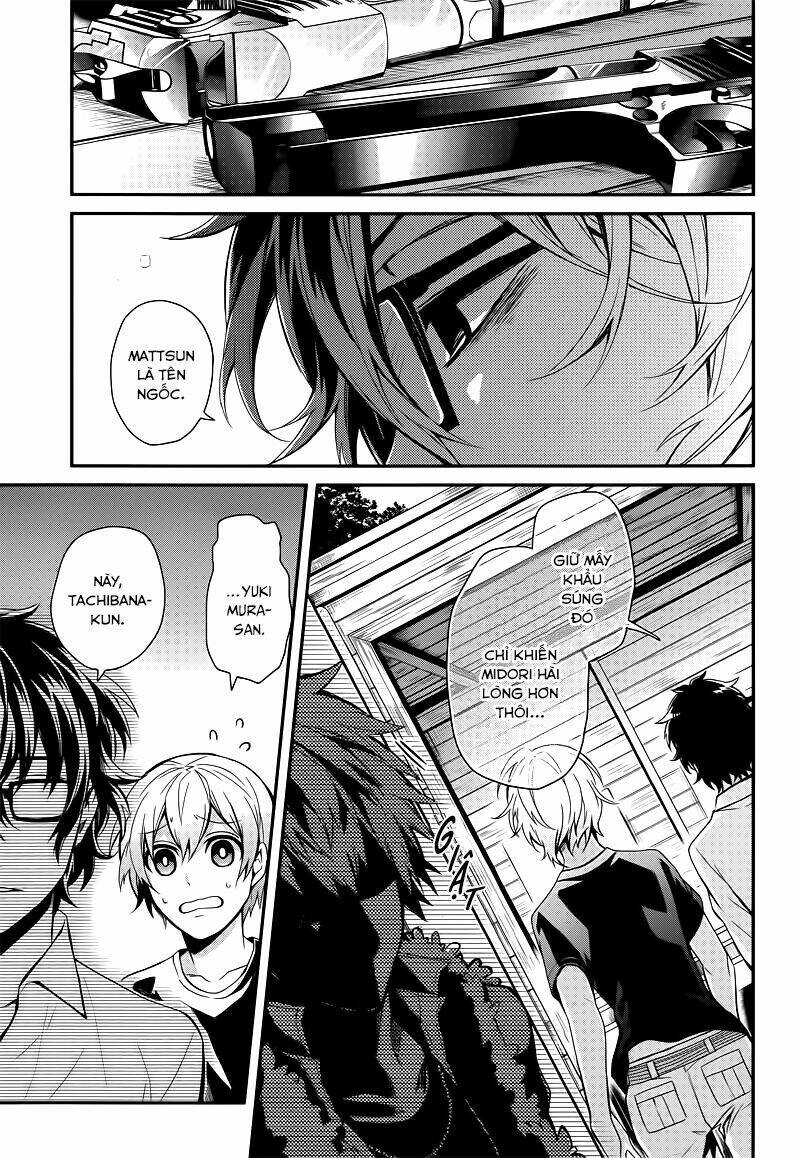 MATTSUN
LÀ TÊN
NGỐC.
GIỮ MẤY
KHẨU
SÚNG
ĐÓ
CHỈ KHIẾN
MIDORI HÀI
LÒNG HƠN
THÔI...
GIẬT
...YUKI
MURA-
SAN.
NÀY,
TACHIBANA-
KUN.